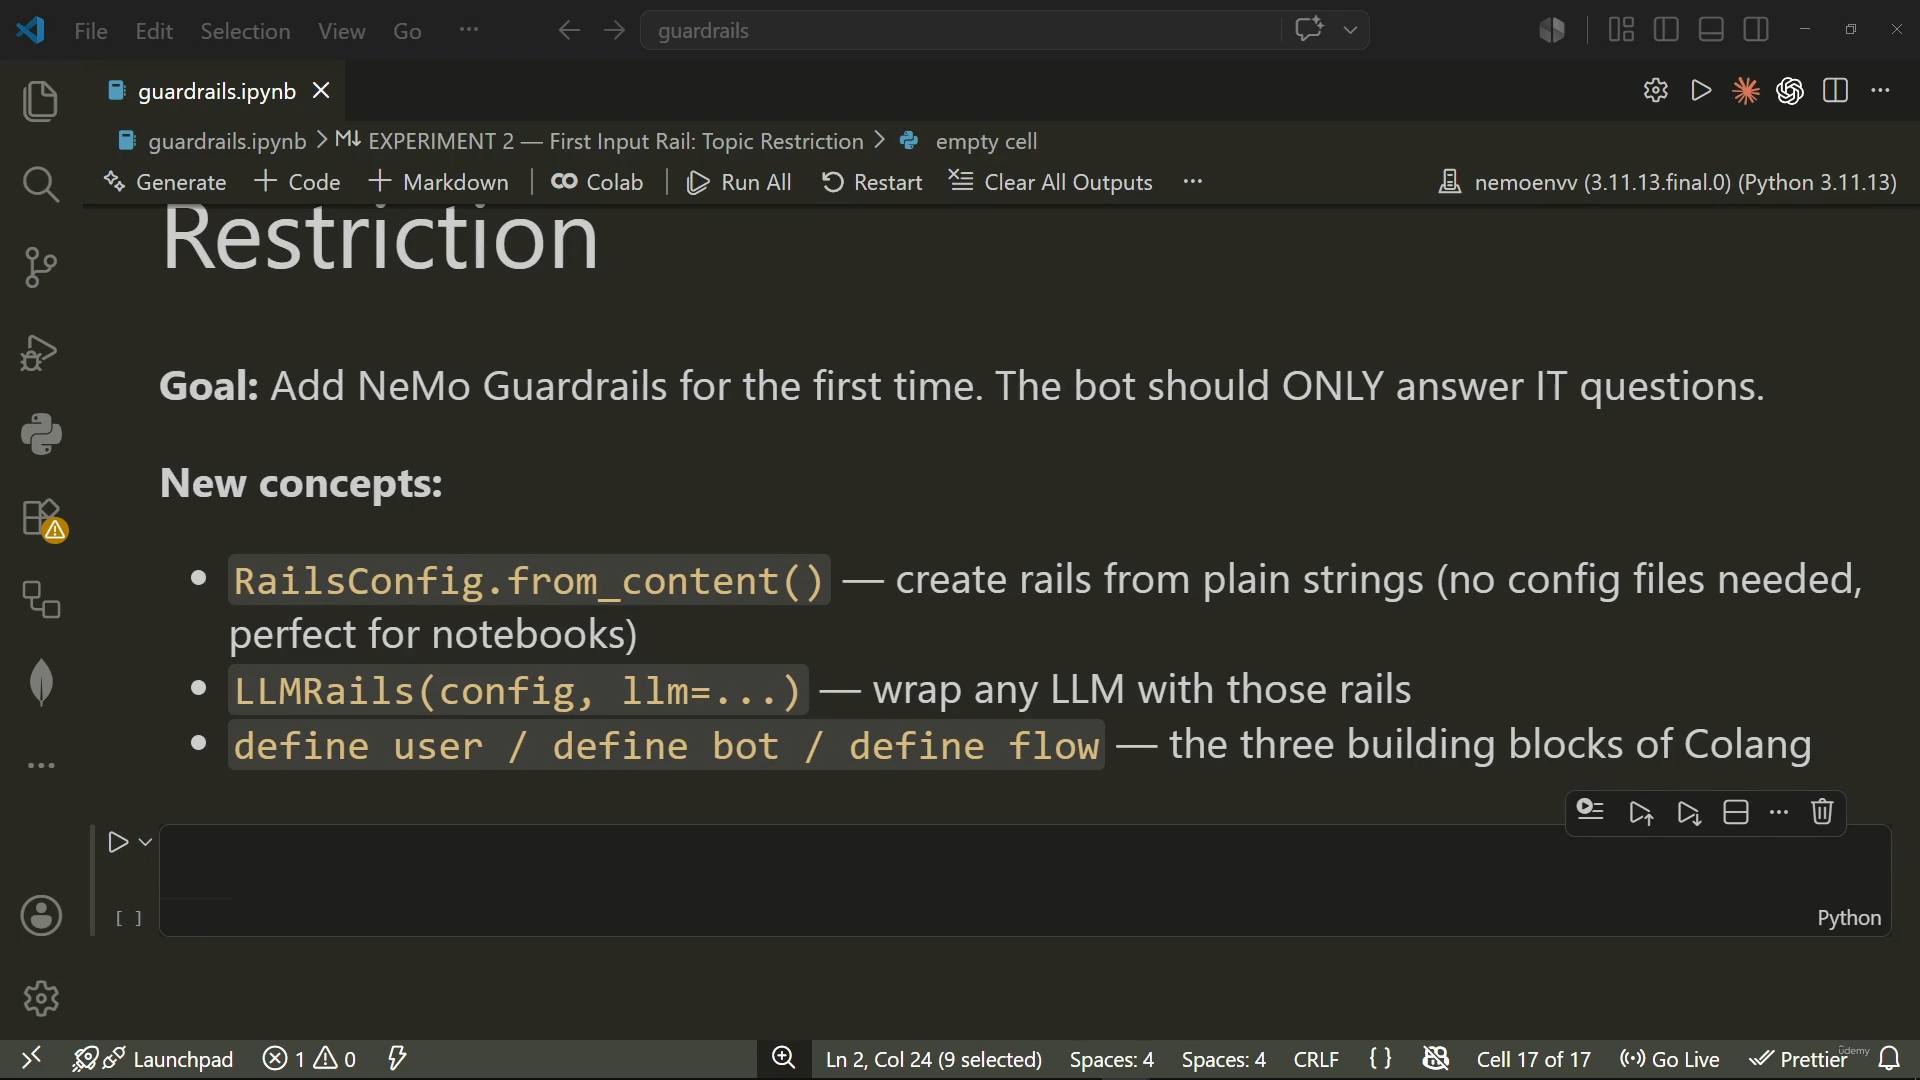 File Edit Selection View Go ···
guardrails
guardrails.ipynb
guardrails.ipynb > M↓ EXPERIMENT 2 — First Input Rail: Topic Restriction > empty cell
Generate + Code + Markdown | Colab | Run All Restart Clear All Outputs ··· nemoenvv (3.11.13.final.0) (Python 3.11.13)
Restriction
Goal: Add NeMo Guardrails for the first time. The bot should ONLY answer IT questions.
New concepts:
• RailsConfig.from_content() — create rails from plain strings (no config files needed,
perfect for notebooks)
• LLMRails(config, llm=...) — wrap any LLM with those rails
• define user / define bot / define flow — the three building blocks of Colang
[ ]
Python
Launchpad 1 0 Ln 2, Col 24 (9 selected) Spaces: 4 Spaces: 4 CRLF { } Cell 17 of 17 Go Live Prettier
udemy